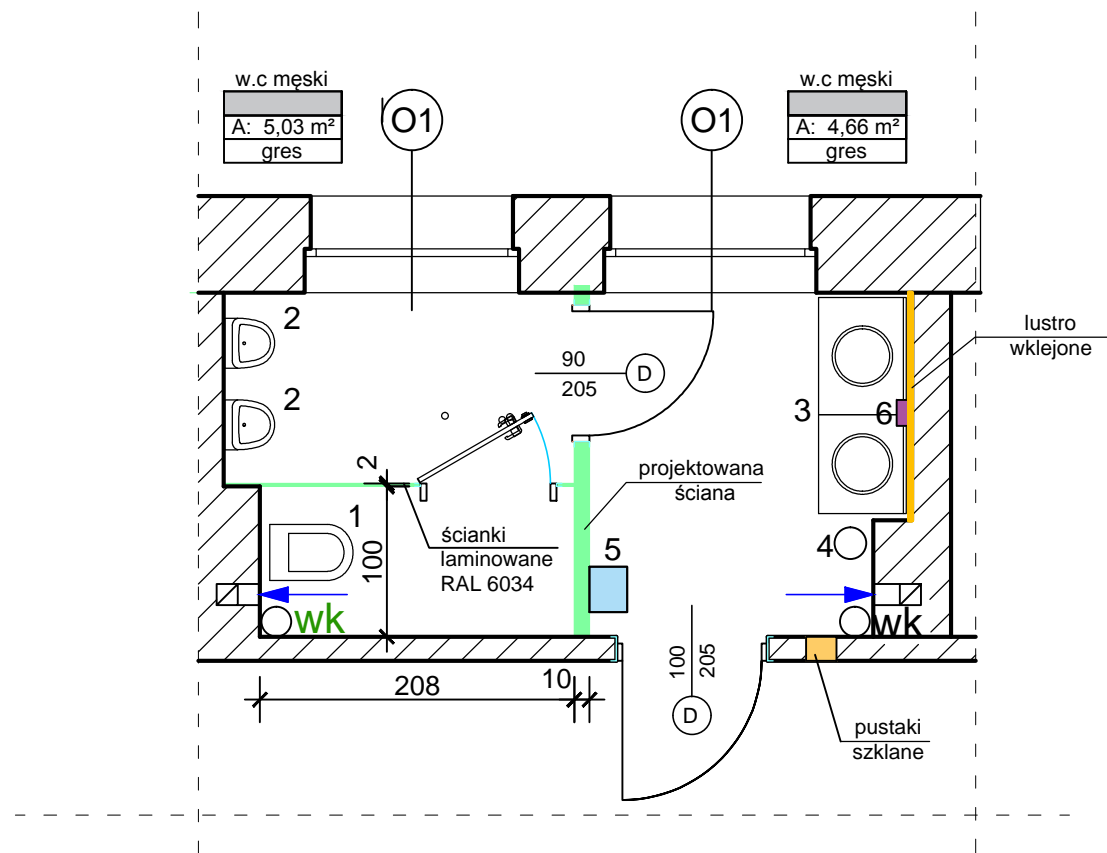 w.c męski
A: 5,03 m²
gres
O1
O1
w.c męski
A: 4,66 m²
gres
2
2
90
205
D
3
6
lustro
wklejone
2
1
100
ścianki
laminowane
RAL 6034
projektowana
ściana
5
4
wk
wk
208
10
100
205
D
pustaki
szklane